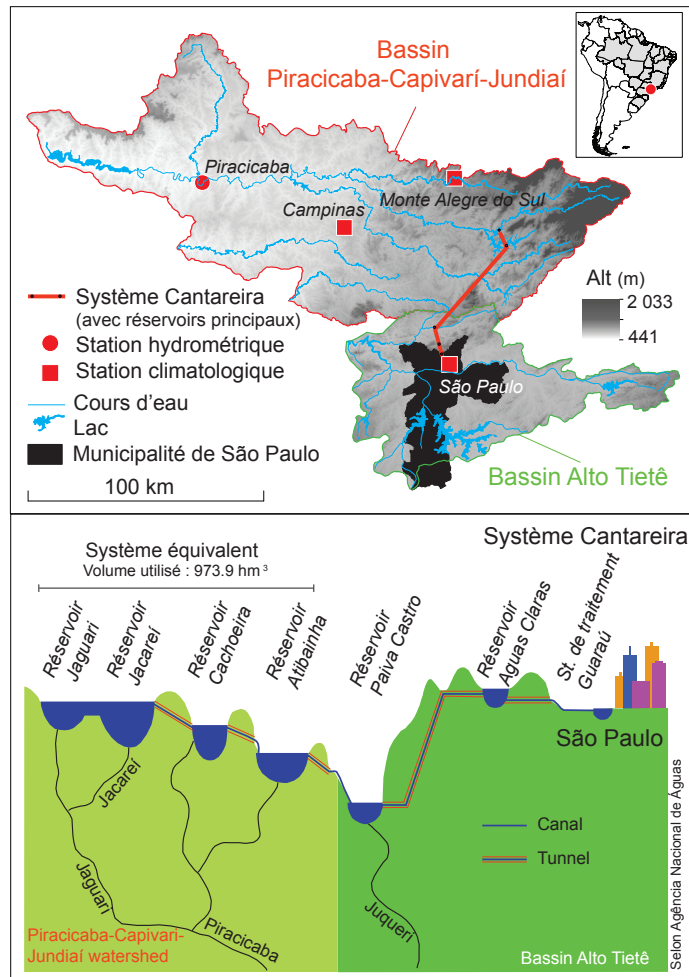 Bassin
Piracicaba-Capivarí-Jundiaí
Piracicaba
Monte Alegre do Sul
Campinas
Alt (m)
2 033
441
Système Cantareira
(avec réservoirs principaux)
Station hydrométrique
Station climatologique
Cours d'eau
Lac
Municipalité de São Paulo
100 km
São Paulo
Bassin Alto Tietê
Système Cantareira
Système équivalent
Volume utilisé : 973.9 hm³
Réservoir
Jaguari
Réservoir
Jacareí
Réservoir
Cachoeira
Réservoir
Atibainha
Réservoir
Paiva Castro
Réservoir
Aguas Claras
St. de traitement
Guaraú
São Paulo
Jacareí
Jaguari
Piracicaba
Juqueri
Canal
Tunnel
Piracicaba-Capivari-
Jundiaí watershed
Bassin Alto Tietê
Selon Agência Nacional de Águas